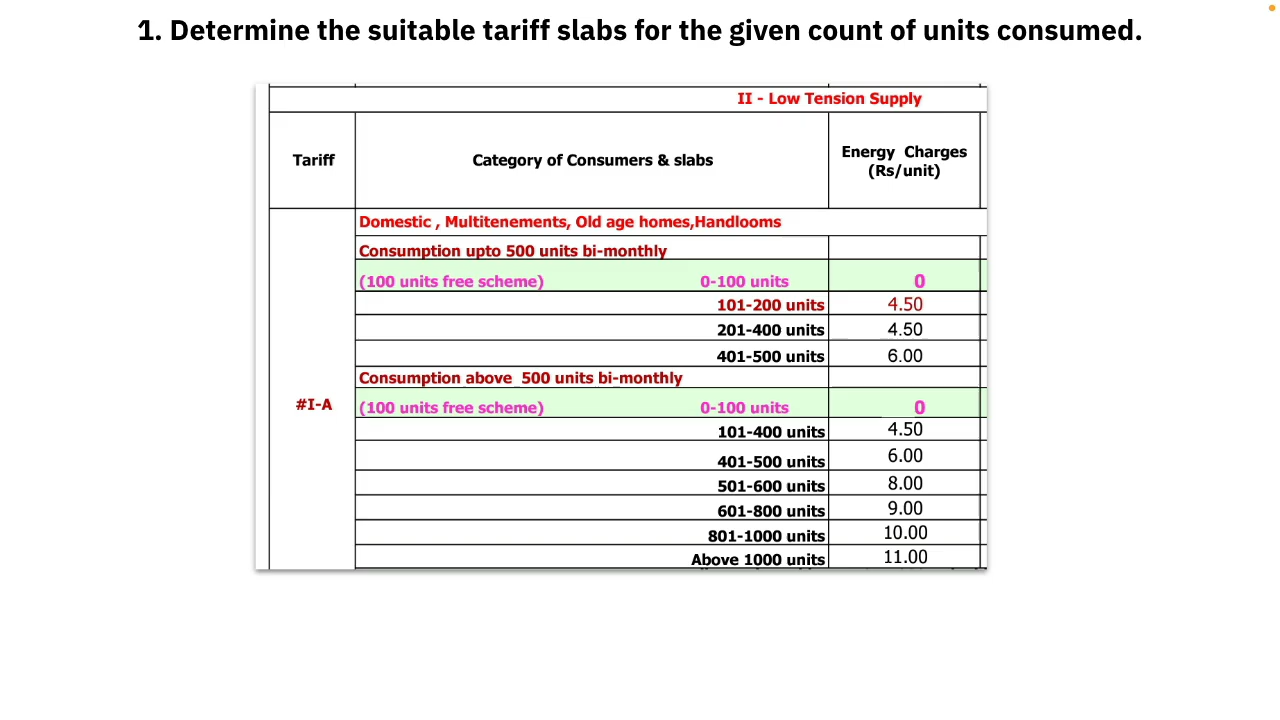 1. Determine the suitable tariff slabs for the given count of units consumed.
II - Low Tension Supply
Tariff Category of Consumers & slabs Energy Charges (Rs/unit)
Domestic , Multitenements, Old age homes,Handlooms
Consumption upto 500 units bi-monthly
(100 units free scheme) 0-100 units 0
101-200 units 4.50
201-400 units 4.50
401-500 units 6.00
Consumption above 500 units bi-monthly
#I-A (100 units free scheme) 0-100 units 0
101-400 units 4.50
401-500 units 6.00
501-600 units 8.00
601-800 units 9.00
801-1000 units 10.00
Above 1000 units 11.00